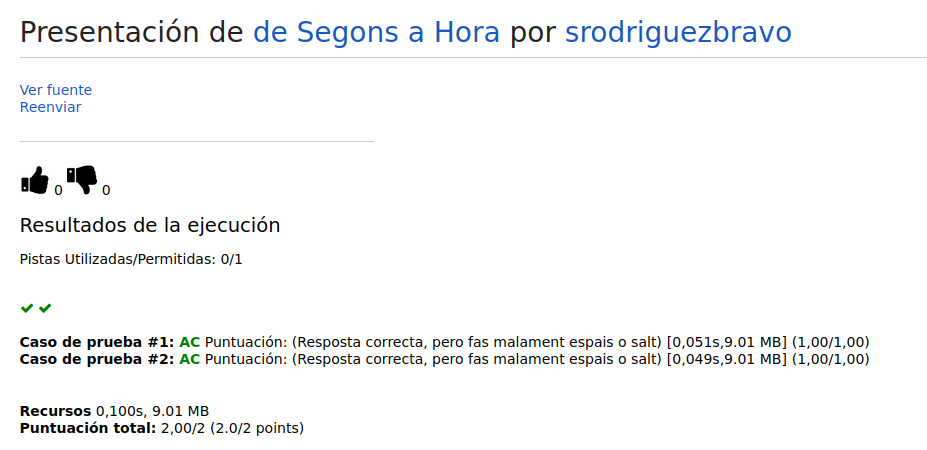 Presentación de de Segons a Hora por srodriguezbravo
Ver fuente
Reenviar
0 0
Resultados de la ejecución
Pistas Utilizadas/Permitidas: 0/1
Caso de prueba #1: AC Puntuación: (Resposta correcta, pero fas malament espais o salt) [0,051s,9.01 MB] (1,00/1,00)
Caso de prueba #2: AC Puntuación: (Resposta correcta, pero fas malament espais o salt) [0,049s,9.01 MB] (1,00/1,00)
Recursos 0,100s, 9.01 MB
Puntuación total: 2,00/2 (2.0/2 points)